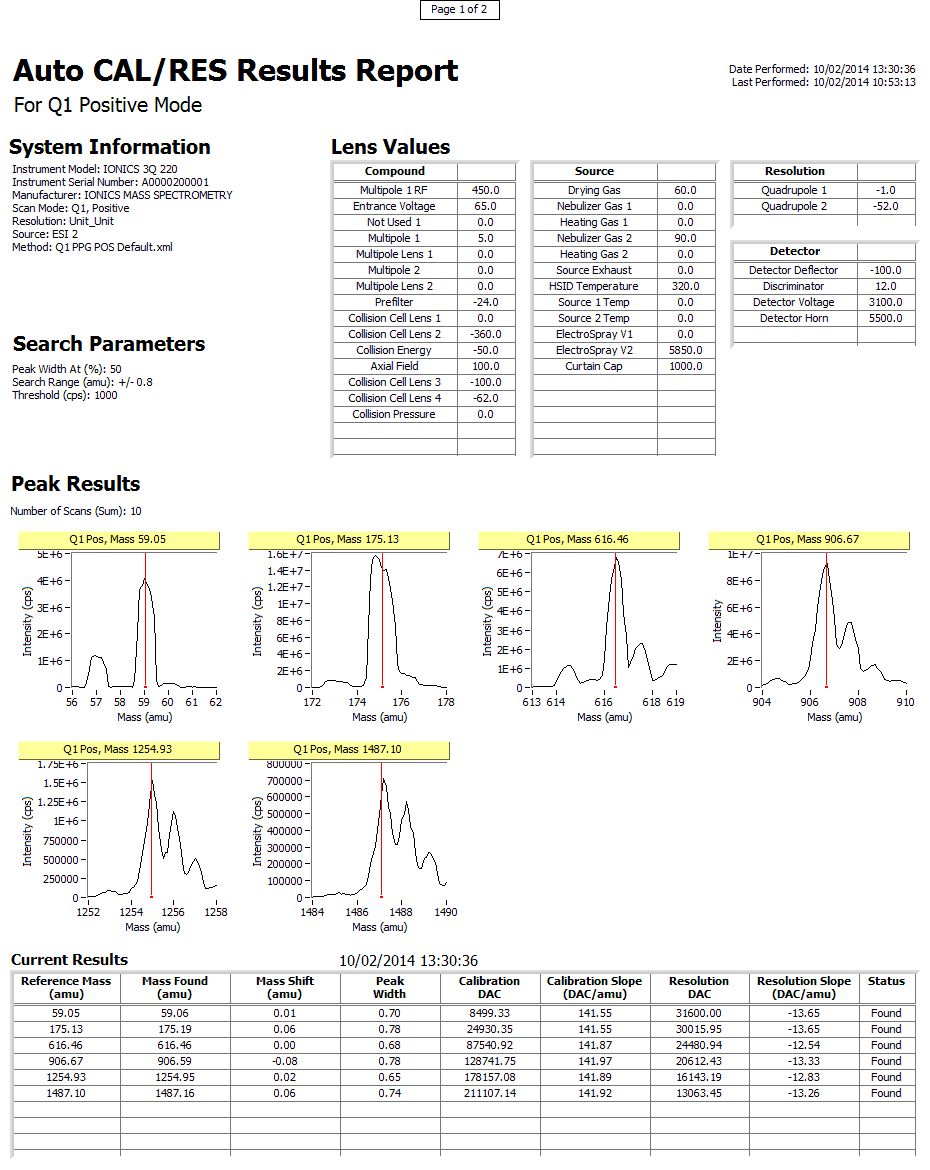 Page 1 of 2
Auto CAL/RES Results Report
Date Performed: 10/02/2014 13:30:36
Last Performed: 10/02/2014 10:53:13
For Q1 Positive Mode
System Information
Instrument Model: IONICS 3Q 220
Instrument Serial Number: A0000200001
Manufacturer: IONICS MASS SPECTROMETRY
Scan Mode: Q1, Positive
Resolution: Unit_Unit
Source: ESI 2
Method: Q1 PPG POS Default.xml
Search Parameters
Peak Width At (%): 50
Search Range (amu): +/- 0.8
Threshold (cps): 1000
Lens Values
Compound
Multipole 1 RF 450.0
Entrance Voltage 65.0
Not Used 1 0.0
Multipole 1 5.0
Multipole Lens 1 0.0
Multipole 2 0.0
Multipole Lens 2 0.0
Prefilter -24.0
Collision Cell Lens 1 0.0
Collision Cell Lens 2 -360.0
Collision Energy -50.0
Axial Field 100.0
Collision Cell Lens 3 -100.0
Collision Cell Lens 4 -62.0
Collision Pressure 0.0
Source
Drying Gas 60.0
Nebulizer Gas 1 0.0
Heating Gas 1 0.0
Nebulizer Gas 2 90.0
Heating Gas 2 0.0
Source Exhaust 0.0
HSID Temperature 320.0
Source 1 Temp 0.0
Source 2 Temp 0.0
ElectroSpray V1 0.0
ElectroSpray V2 5850.0
Curtain Cap 1000.0
Resolution
Quadrupole 1 -1.0
Quadrupole 2 -52.0
Detector
Detector Deflector -100.0
Discriminator 12.0
Detector Voltage 3100.0
Detector Horn 5500.0
Peak Results
Number of Scans (Sum): 10
Q1 Pos, Mass 59.05
Intensity (cps)
5E+6
4E+6
3E+6
2E+6
1E+6
0
56 57 58 59 60 61 62
Mass (amu)
Q1 Pos, Mass 175.13
Intensity (cps)
1.6E+7
1.4E+7
1.2E+7
1E+7
8E+6
6E+6
4E+6
2E+6
0
172 174 176 178
Mass (amu)
Q1 Pos, Mass 616.46
Intensity (cps)
7E+6
6E+6
5E+6
4E+6
3E+6
2E+6
1E+6
0
613 614 616 618 619
Mass (amu)
Q1 Pos, Mass 906.67
Intensity
1E+7
8E+6
6E+6
4E+6
2E+6
0
904 906 908 910
Mass (amu)
Q1 Pos, Mass 1254.93
Intensity (cps)
1.75E+6
1.5E+6
1.25E+6
1E+6
750000
500000
250000
0
1252 1254 1256 1258
Mass (amu)
Q1 Pos, Mass 1487.10
Intensity (cps)
800000
700000
600000
500000
400000
300000
200000
100000
0
1484 1486 1488 1490
Mass (amu)
Current Results 10/02/2014 13:30:36
Reference Mass Mass Found Mass Shift Peak Calibration Calibration Slope Resolution Resolution Slope Status
(amu) (amu) (amu) Width DAC (DAC/amu) DAC (DAC/amu)
59.05 59.06 0.01 0.70 8499.33 141.55 31600.00 -13.65 Found
175.13 175.19 0.06 0.78 24930.35 141.55 30015.95 -13.65 Found
616.46 616.46 0.00 0.68 87540.92 141.87 24480.94 -12.54 Found
906.67 906.59 -0.08 0.78 128741.75 141.97 20612.43 -13.33 Found
1254.93 1254.95 0.02 0.65 178157.08 141.89 16143.19 -12.83 Found
1487.10 1487.16 0.06 0.74 211107.14 141.92 13063.45 -13.26 Found